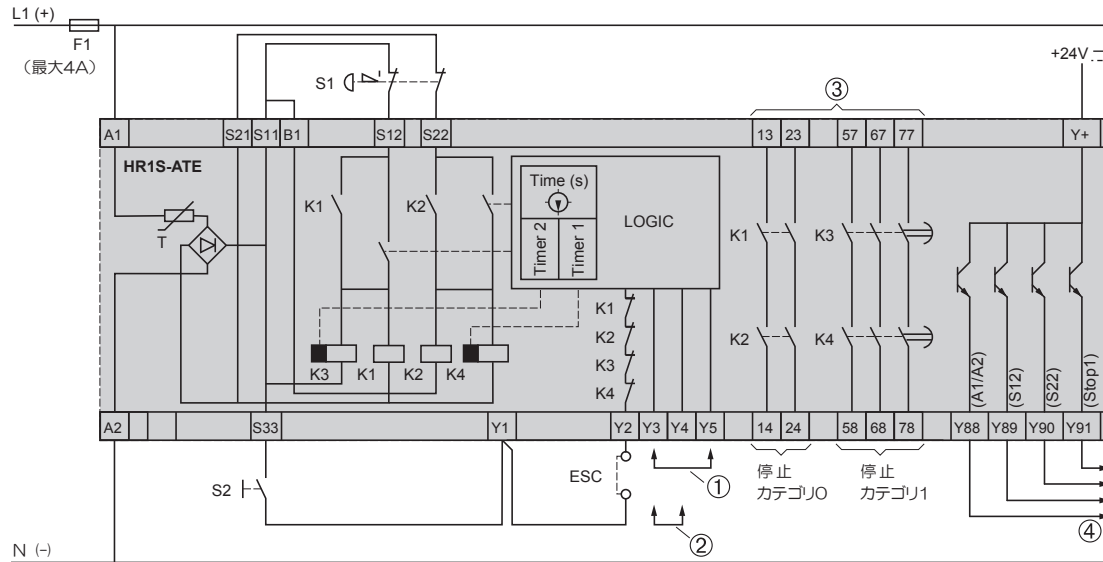 L1 (+)
F1
（最大4A）
S1
③
+24V
A1
S21
S11
B1
S12
S22
13
23
57
67
77
Y+
HR1S-ATE
T
K1
K2
Time (s)
Timer 2
Timer 1
LOGIC
K1
K3
K1
K2
K3
K4
K2
K4
K3
K1
K2
K4
(A1/A2)
(S12)
(S22)
(Stop1)
A2
S33
Y1
Y2
Y3
Y4
Y5
14
24
58
68
78
Y88
Y89
Y90
Y91
S2
ESC
①
②
停止
カテゴリ0
停止
カテゴリ1
④
N (-)